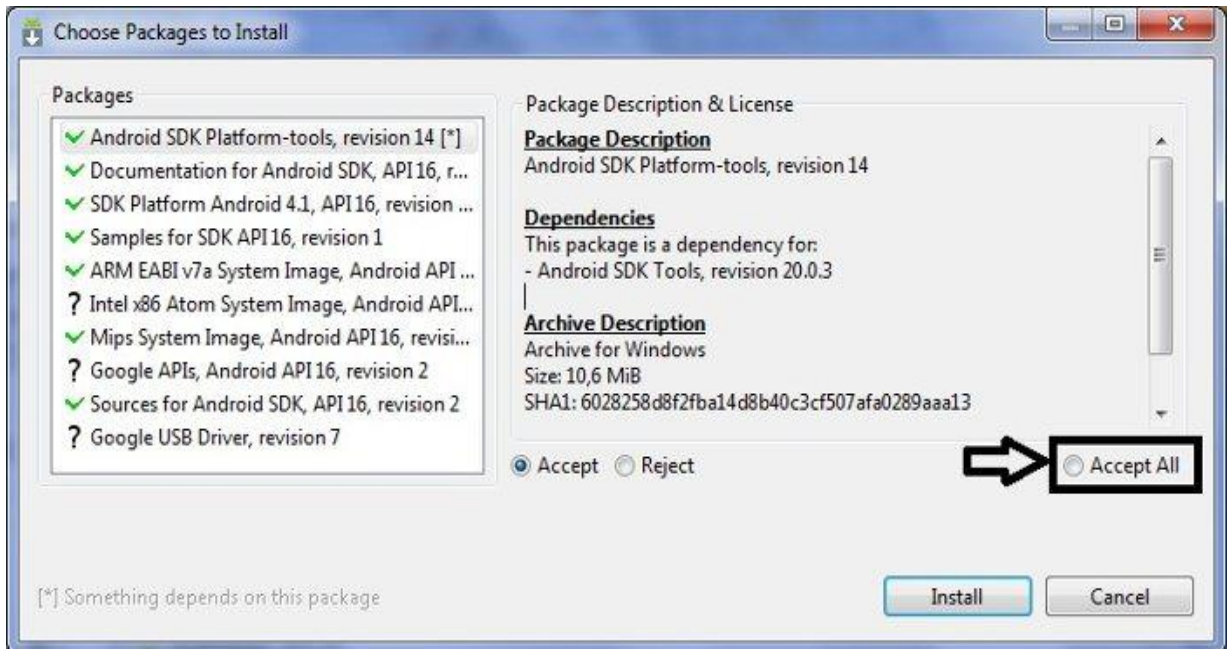 Choose Packages to Install
Packages
Android SDK Platform-tools, revision 14 [*]
Documentation for Android SDK, API 16, r...
SDK Platform Android 4.1, API 16, revision ...
Samples for SDK API 16, revision 1
ARM EABI v7a System Image, Android API ...
? Intel x86 Atom System Image, Android API...
Mips System Image, Android API 16, revisi...
? Google APIs, Android API 16, revision 2
Sources for Android SDK, API 16, revision 2
? Google USB Driver, revision 7
Package Description & License
Package Description
Android SDK Platform-tools, revision 14
Dependencies
This package is a dependency for:
- Android SDK Tools, revision 20.0.3
Archive Description
Archive for Windows
Size: 10,6 MiB
SHA1: 6028258d8f2fba14d8b40c3cf507afa0289aaa13
Accept Reject Accept All
[*] Something depends on this package
Install Cancel